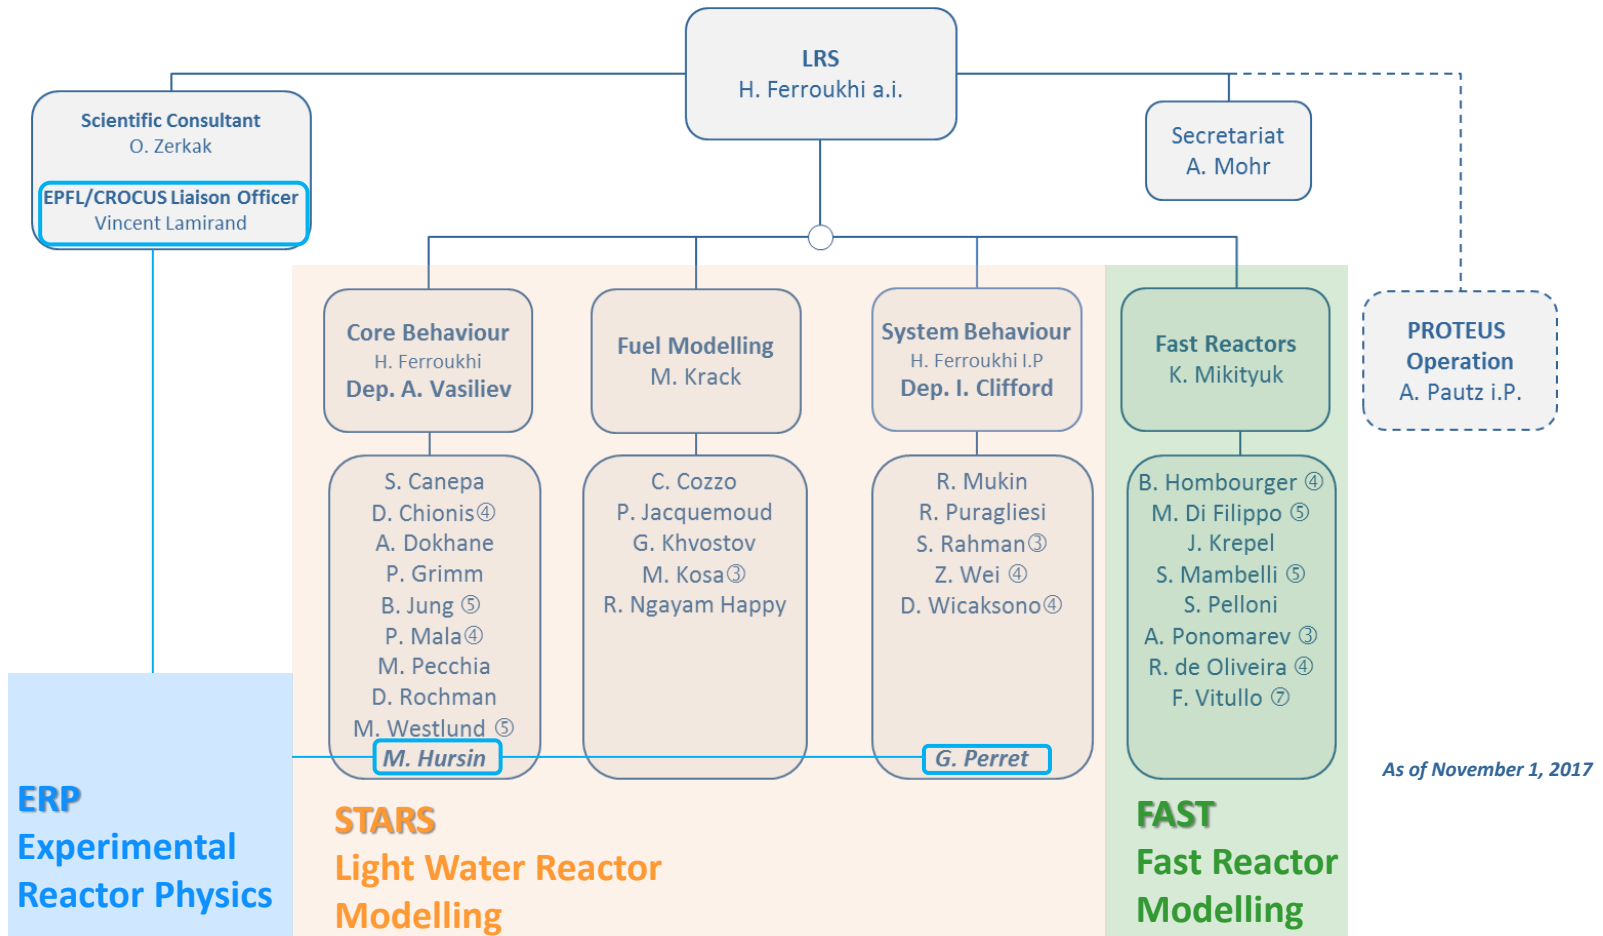 LRS
H. Ferroukhi a.i.
Scientific Consultant
O. Zerkak
EPFL/CROCUS Liaison Officer
Vincent Lamirand
Secretariat
A. Mohr
Core Behaviour
H. Ferroukhi
Dep. A. Vasiliev
Fuel Modelling
M. Krack
System Behaviour
H. Ferroukhi I.P
Dep. I. Clifford
Fast Reactors
K. Mikityuk
PROTEUS
Operation
A. Pautz i.P.
S. Canepa
D. Chionis④
A. Dokhane
P. Grimm
B. Jung ⑤
P. Mala④
M. Pecchia
D. Rochman
M. Westlund ⑤
M. Hursin
C. Cozzo
P. Jacquemoud
G. Khvostov
M. Kosa③
R. Ngayam Happy
R. Mukin
R. Puragliesi
S. Rahman③
Z. Wei ④
D. Wicaksono④
G. Perret
B. Hombourger ④
M. Di Filippo ⑤
J. Krepel
S. Mambelli ⑤
S. Pelloni
A. Ponomarev ③
R. de Oliveira ④
F. Vitullo ⑦
As of November 1, 2017
ERP
Experimental
Reactor Physics
STARS
Light Water Reactor
Modelling
FAST
Fast Reactor
Modelling